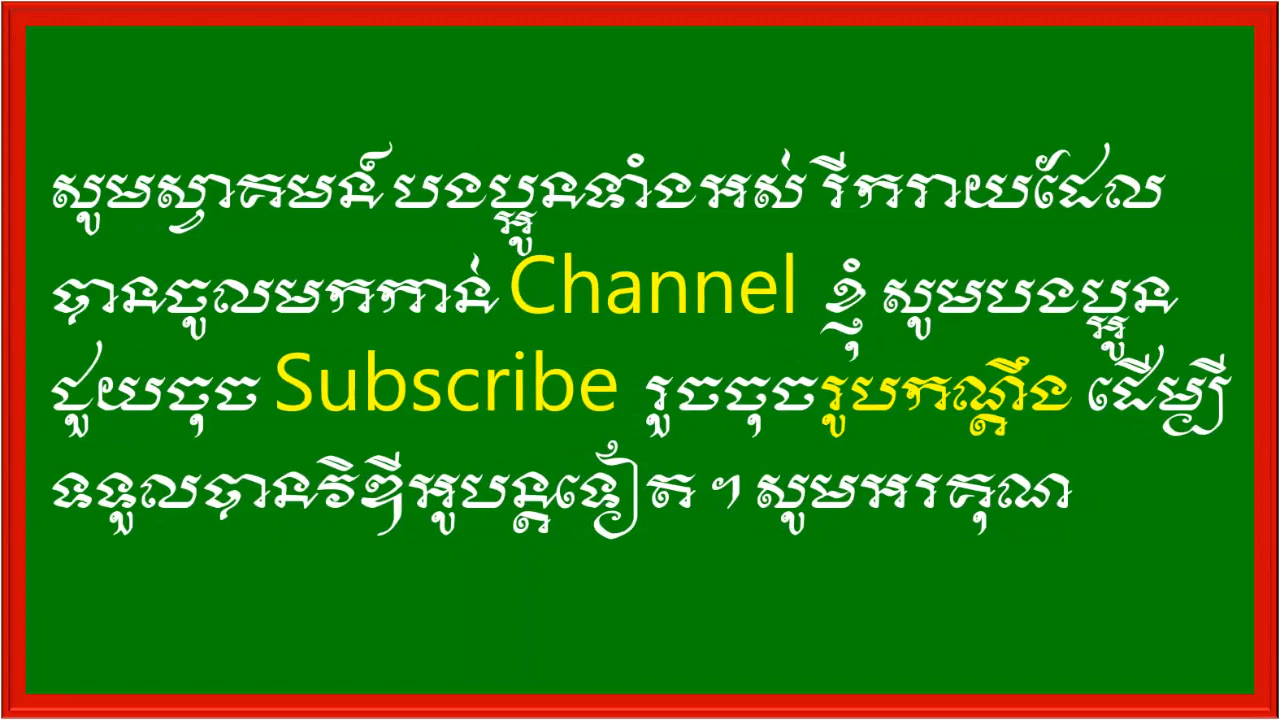 សូមស្វាគមន៍ បងប្អូនទាំងអស់ រីករាយដែល
បានចូលមកកាន់ Channel ខ្ញុំ សូមបងប្អូន
ជួយចុច Subscribe រួចចុចរូបកណ្តឹង ដើម្បី
ទទួលបានវិឌីអូបន្តទៀត ។ សូមអរគុណ